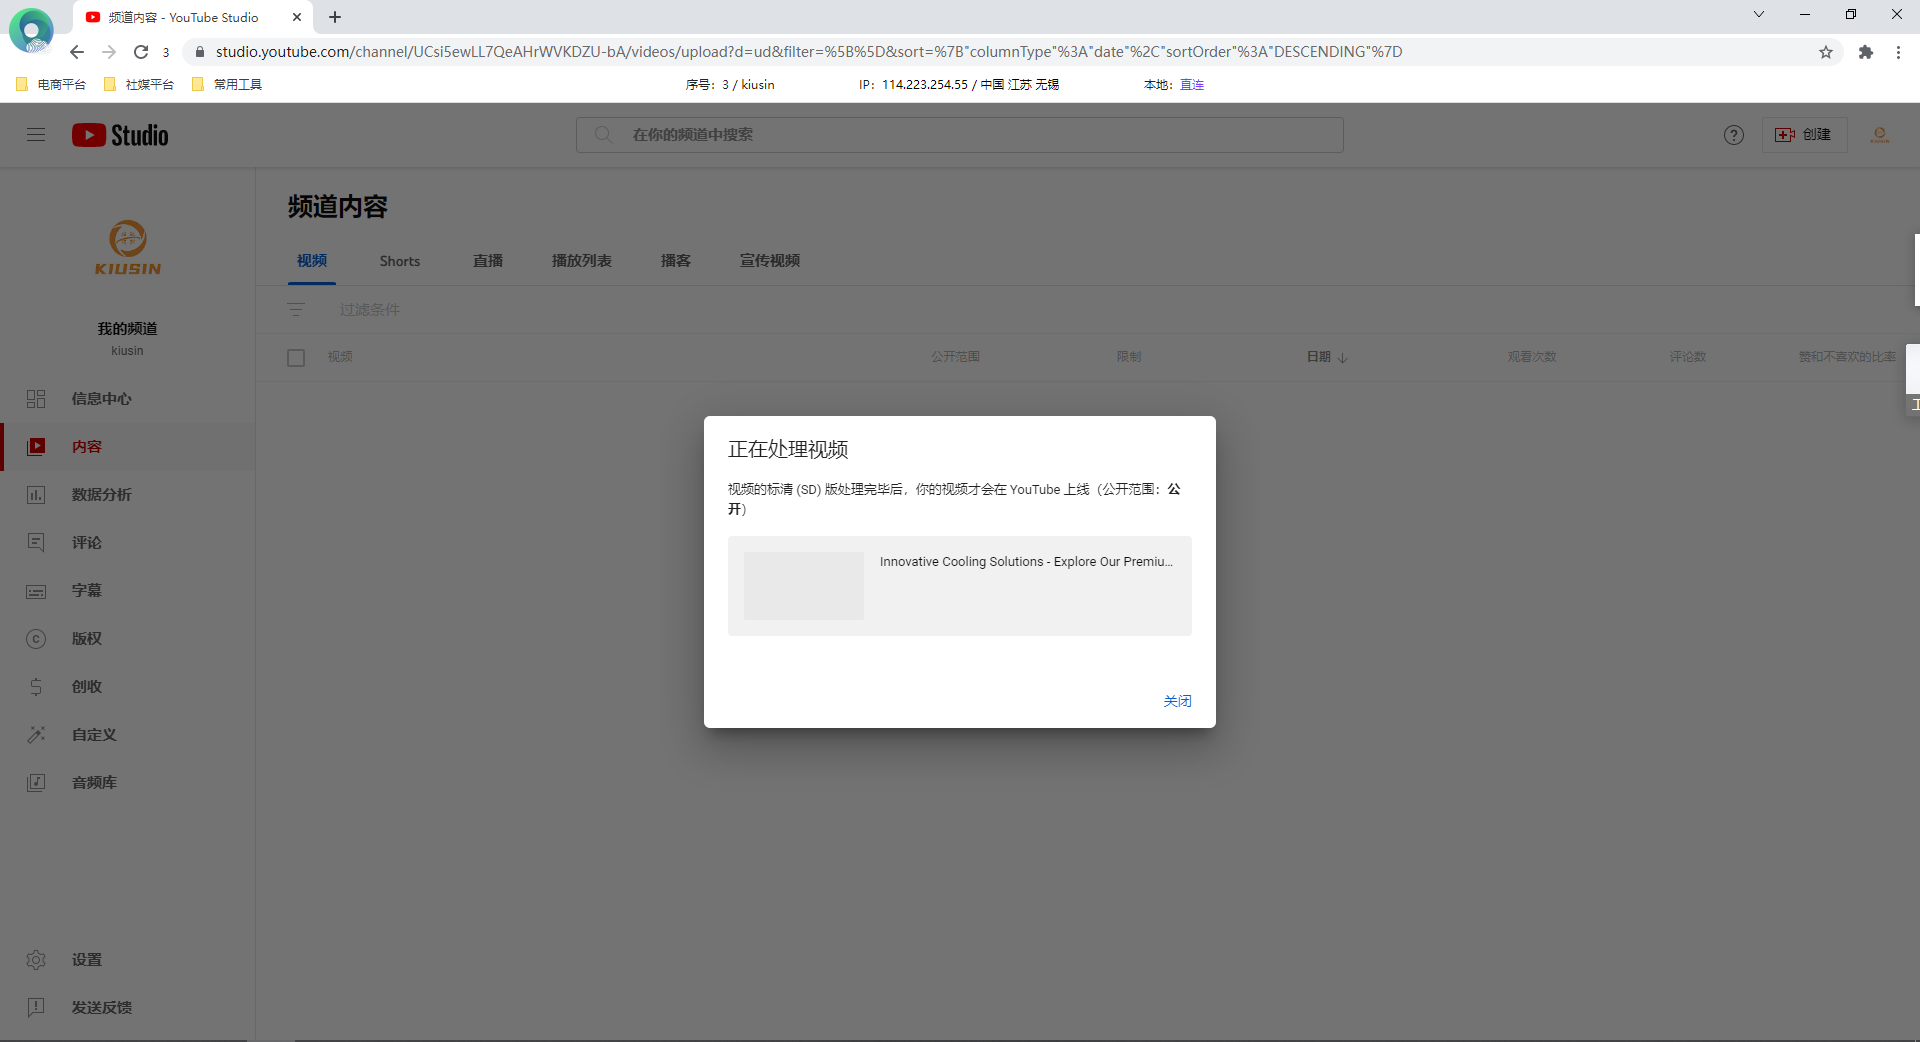 频道内容 - YouTube Studio
3
studio.youtube.com/channel/UCsi5ewLL7QeAHrWVKDZU-bA/videos/upload?d=ud&filter=%5B%5D&sort=%7B"columnType"%3A"date"%2C"sortOrder"%3A"DESCENDING"%7D
电商平台 社媒平台 常用工具 序号：3 / kiusin IP：114.223.254.55 / 中国 江苏 无锡 本地：直连
Studio 在你的频道中搜索 创建
频道内容
KIUSIN
视频 Shorts 直播 播放列表 播客 宣传视频
过滤条件
我的频道
kiusin
视频 公开范围 限制 日期 观看次数 评论数 赞和不喜欢的比率
信息中心
内容
数据分析
评论
字幕
版权
创收
自定义
音频库
设置
发送反馈
正在处理视频
视频的标清 (SD) 版处理完毕后，你的视频才会在 YouTube 上线（公开范围：公
开）
Innovative Cooling Solutions - Explore Our Premiu...
关闭